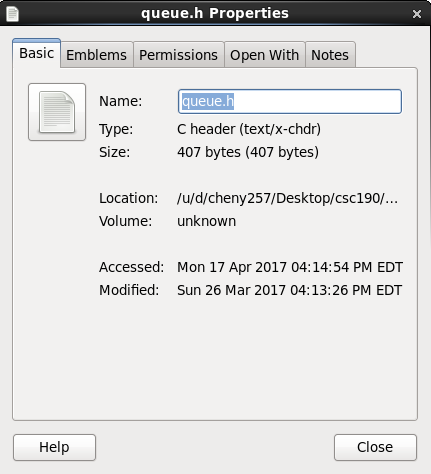 queue.h Properties
Basic Emblems Permissions Open With Notes
Name: queue.h
Type: C header (text/x-chdr)
Size: 407 bytes (407 bytes)
Location: /u/d/cheny257/Desktop/csc190/...
Volume: unknown
Accessed: Mon 17 Apr 2017 04:14:54 PM EDT
Modified: Sun 26 Mar 2017 04:13:26 PM EDT
Help Close